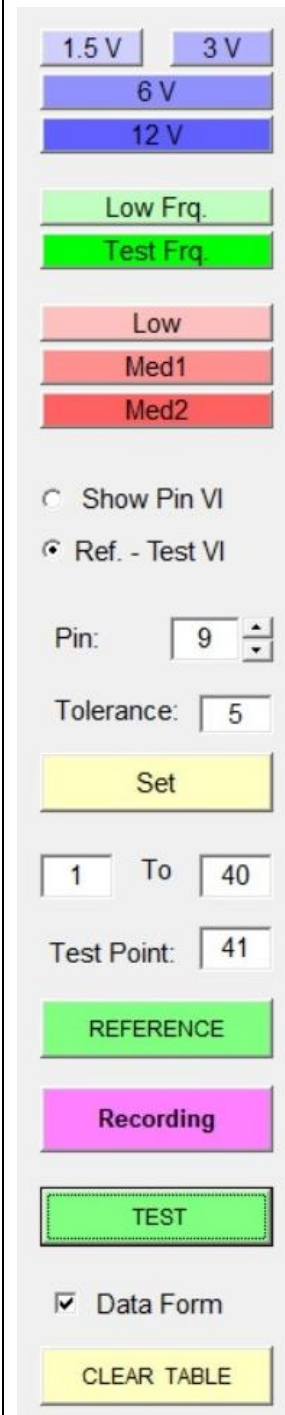 1.5 V 3 V
6 V
12 V
Low Frq.
Test Frq.
Low
Med1
Med2
Show Pin VI
Ref. - Test VI
Pin: 9
Tolerance: 5
Set
1 To 40
Test Point: 41
REFERENCE
Recording
TEST
Data Form
CLEAR TABLE